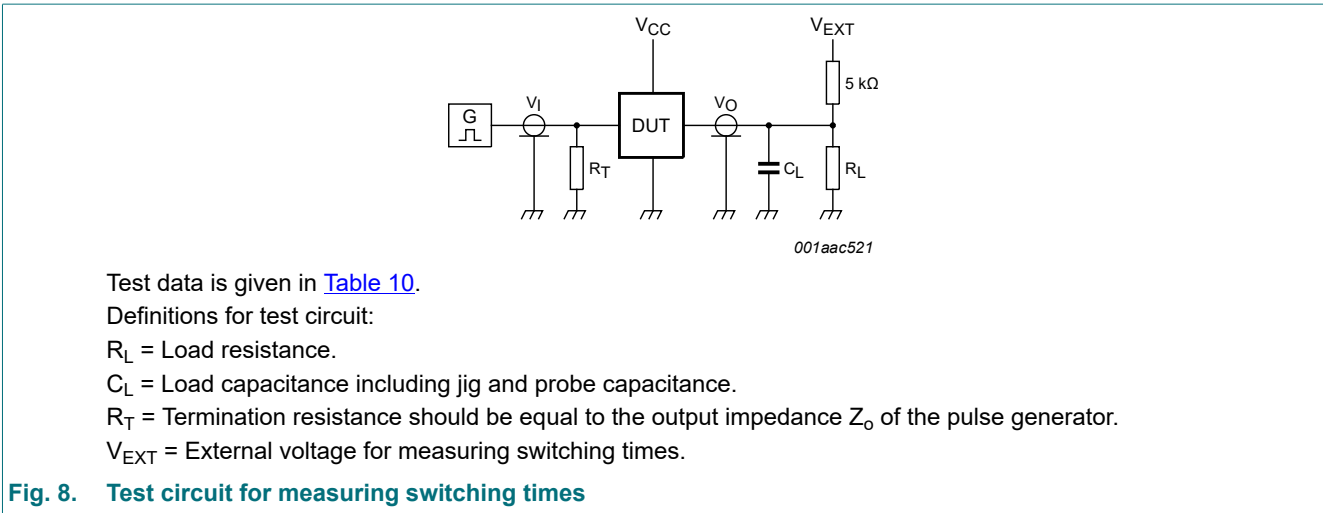 VCC
VEXT
5 kΩ
G
VI
DUT
VO
RT
CL
RL
001aac521
Test data is given in Table 10.
Definitions for test circuit:
RL = Load resistance.
CL = Load capacitance including jig and probe capacitance.
RT = Termination resistance should be equal to the output impedance Zo of the pulse generator.
VEXT = External voltage for measuring switching times.
Fig. 8. Test circuit for measuring switching times